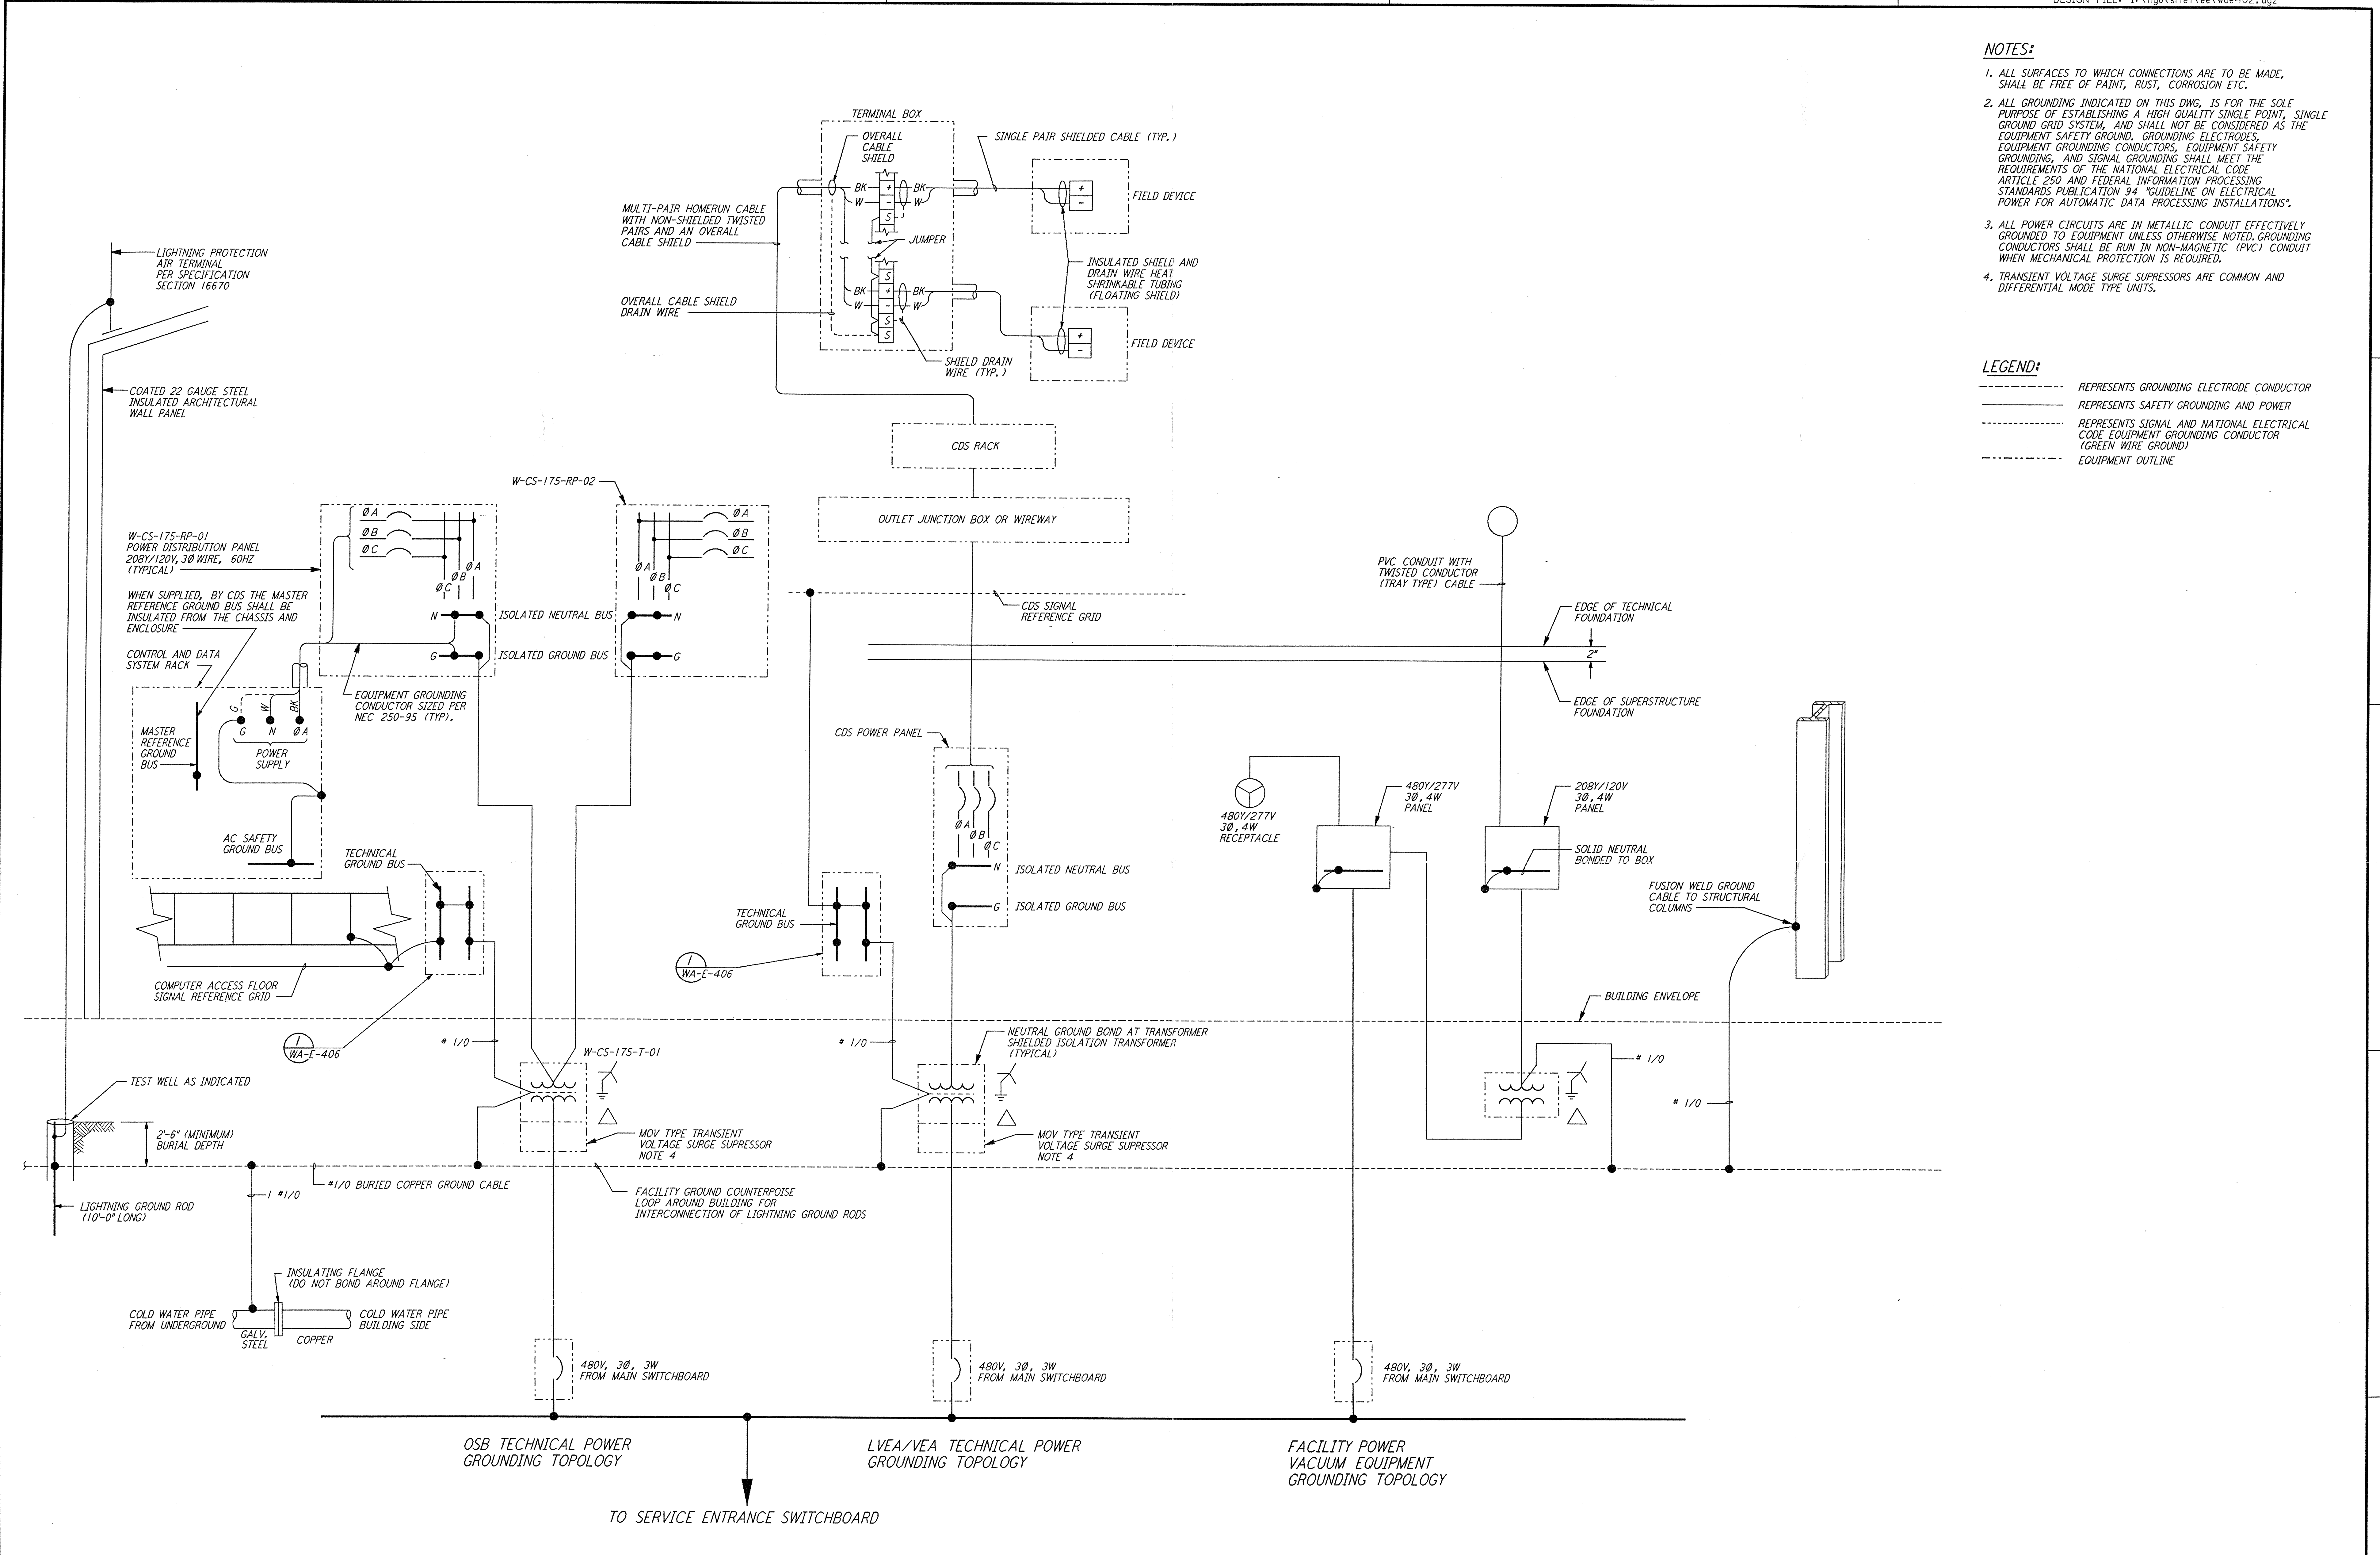 DESIGN FILE: I:\ligo\site1\ee\wae402.dgz
NOTES:
1. ALL SURFACES TO WHICH CONNECTIONS ARE TO BE MADE,
SHALL BE FREE OF PAINT, RUST, CORROSION ETC.
2. ALL GROUNDING INDICATED ON THIS DWG, IS FOR THE SOLE
PURPOSE OF ESTABLISHING A HIGH QUALITY SINGLE POINT, SINGLE
GROUND GRID SYSTEM, AND SHALL NOT BE CONSIDERED AS THE
EQUIPMENT SAFETY GROUND. GROUNDING ELECTRODES,
EQUIPMENT GROUNDING CONDUCTORS, EQUIPMENT SAFETY
GROUNDING, AND SIGNAL GROUNDING SHALL MEET THE
REQUIREMENTS OF THE NATIONAL ELECTRICAL CODE
ARTICLE 250 AND FEDERAL INFORMATION PROCESSING
STANDARDS PUBLICATION 94 "GUIDELINE ON ELECTRICAL
POWER FOR AUTOMATIC DATA PROCESSING INSTALLATIONS".
3. ALL POWER CIRCUITS ARE IN METALLIC CONDUIT EFFECTIVELY
GROUNDED TO EQUIPMENT UNLESS OTHERWISE NOTED. GROUNDING
CONDUCTORS SHALL BE RUN IN NON-MAGNETIC (PVC) CONDUIT
WHEN MECHANICAL PROTECTION IS REQUIRED.
4. TRANSIENT VOLTAGE SURGE SUPRESSORS ARE COMMON AND
DIFFERENTIAL MODE TYPE UNITS.
LEGEND:
REPRESENTS GROUNDING ELECTRODE CONDUCTOR
REPRESENTS SAFETY GROUNDING AND POWER
REPRESENTS SIGNAL AND NATIONAL ELECTRICAL
CODE EQUIPMENT GROUNDING CONDUCTOR
(GREEN WIRE GROUND)
EQUIPMENT OUTLINE
TERMINAL BOX
OVERALL
CABLE
SHIELD
SINGLE PAIR SHIELDED CABLE (TYP.)
BK + BK
W - W
S
+
-
FIELD DEVICE
MULTI-PAIR HOMERUN CABLE
WITH NON-SHIELDED TWISTED
PAIRS AND AN OVERALL
CABLE SHIELD
JUMPER
INSULATED SHIELD AND
DRAIN WIRE HEAT
SHRINKABLE TUBING
(FLOATING SHIELD)
OVERALL CABLE SHIELD
DRAIN WIRE
S
BK + BK
W - W
S
S
+
-
FIELD DEVICE
SHIELD DRAIN
WIRE (TYP.)
CDS RACK
OUTLET JUNCTION BOX OR WIREWAY
LIGHTNING PROTECTION
AIR TERMINAL
PER SPECIFICATION
SECTION 16670
COATED 22 GAUGE STEEL
INSULATED ARCHITECTURAL
WALL PANEL
W-CS-175-RP-02
W-CS-175-RP-01
POWER DISTRIBUTION PANEL
208Y/120V, 3Ø WIRE, 60HZ
(TYPICAL)
Ø A
Ø B
Ø C
Ø A
Ø B
Ø C
Ø A
Ø B
Ø C
Ø A
Ø B
Ø C
N ISOLATED NEUTRAL BUS N
G ISOLATED GROUND BUS G
WHEN SUPPLIED, BY CDS THE MASTER
REFERENCE GROUND BUS SHALL BE
INSULATED FROM THE CHASSIS AND
ENCLOSURE
CONTROL AND DATA
SYSTEM RACK
EQUIPMENT GROUNDING
CONDUCTOR SIZED PER
NEC 250-95 (TYP).
G W BK
G N Ø A
POWER
SUPPLY
MASTER
REFERENCE
GROUND
BUS
AC SAFETY
GROUND BUS
TECHNICAL
GROUND BUS
COMPUTER ACCESS FLOOR
SIGNAL REFERENCE GRID
1
WA-E-406
CDS SIGNAL
REFERENCE GRID
CDS POWER PANEL
Ø A
Ø B
Ø C
N ISOLATED NEUTRAL BUS
G ISOLATED GROUND BUS
TECHNICAL
GROUND BUS
1
WA-E-406
PVC CONDUIT WITH
TWISTED CONDUCTOR
(TRAY TYPE) CABLE
EDGE OF TECHNICAL
FOUNDATION
2"
EDGE OF SUPERSTRUCTURE
FOUNDATION
480Y/277V
3Ø, 4W
RECEPTACLE
480Y/277V
3Ø, 4W
PANEL
208Y/120V
3Ø, 4W
PANEL
SOLID NEUTRAL
BONDED TO BOX
FUSION WELD GROUND
CABLE TO STRUCTURAL
COLUMNS
BUILDING ENVELOPE
# 1/0
W-CS-175-T-01
# 1/0
NEUTRAL GROUND BOND AT TRANSFORMER
SHIELDED ISOLATION TRANSFORMER
(TYPICAL)
# 1/0
# 1/0
TEST WELL AS INDICATED
2'-6" (MINIMUM)
BURIAL DEPTH
MOV TYPE TRANSIENT
VOLTAGE SURGE SUPRESSOR
NOTE 4
MOV TYPE TRANSIENT
VOLTAGE SURGE SUPRESSOR
NOTE 4
#1/0 BURIED COPPER GROUND CABLE
1 #1/0
FACILITY GROUND COUNTERPOISE
LOOP AROUND BUILDING FOR
INTERCONNECTION OF LIGHTNING GROUND RODS
LIGHTNING GROUND ROD
(10'-0" LONG)
INSULATING FLANGE
(DO NOT BOND AROUND FLANGE)
COLD WATER PIPE
FROM UNDERGROUND
GALV.
STEEL
COPPER
COLD WATER PIPE
BUILDING SIDE
480V, 3Ø, 3W
FROM MAIN SWITCHBOARD
480V, 3Ø, 3W
FROM MAIN SWITCHBOARD
480V, 3Ø, 3W
FROM MAIN SWITCHBOARD
OSB TECHNICAL POWER
GROUNDING TOPOLOGY
LVEA/VEA TECHNICAL POWER
GROUNDING TOPOLOGY
FACILITY POWER
VACUUM EQUIPMENT
GROUNDING TOPOLOGY
TO SERVICE ENTRANCE SWITCHBOARD